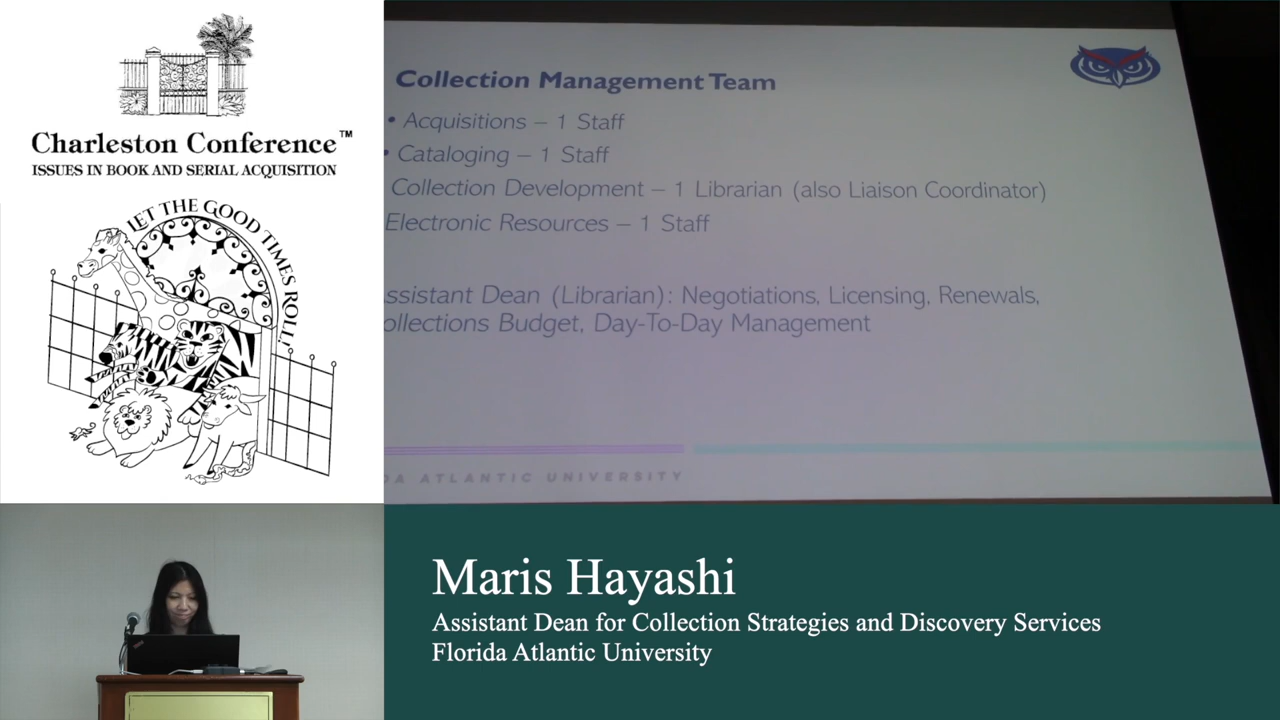 Charleston Conference™
ISSUES IN BOOK AND SERIAL ACQUISITION
LET THE GOOD TIMES ROLL!
Collection Management Team
• Acquisitions – 1 Staff
• Cataloging – 1 Staff
Collection Development – 1 Librarian (also Liaison Coordinator)
Electronic Resources – 1 Staff
ssistant Dean (Librarian): Negotiations, Licensing, Renewals,
ollections Budget, Day-To-Day Management
DA ATLANTIC UNIVERSITY
Maris Hayashi
Assistant Dean for Collection Strategies and Discovery Services
Florida Atlantic University